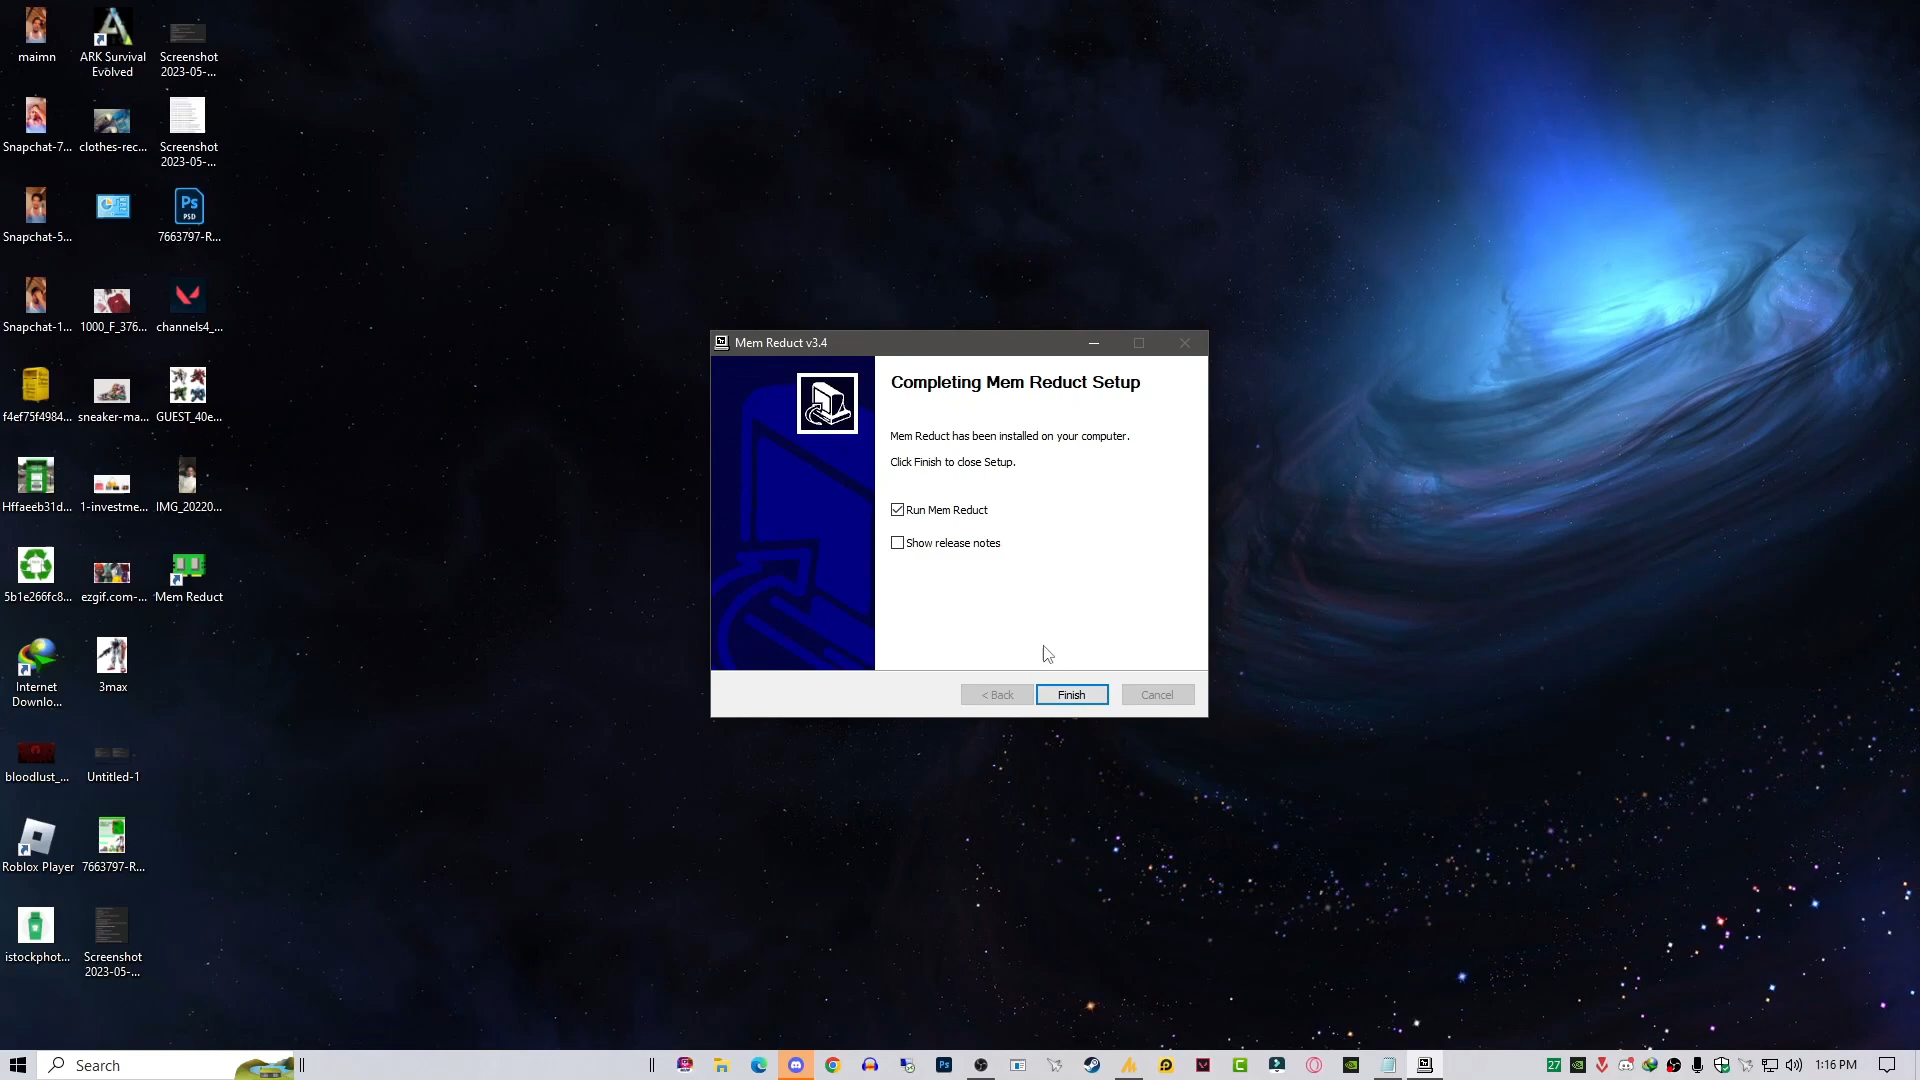 maimn
ARK Survival
Evolved
Screenshot
2023-05-...
Snapchat-7...
clothes-rec...
Screenshot
2023-05-...
Snapchat-5...
Ps
PSD
7663797-R...
Snapchat-1...
1000_F_376...
channels4_...
f4ef75f4984...
sneaker-ma...
GUEST_40e...
Hffaeeb31d...
1-investme...
IMG_20220...
5b1e266fc8...
ezgif.com-...
Mem Reduct
Internet
Downlo...
3max
bloodlust_...
Untitled-1
Roblox Player
7663797-R...
istockphot...
Screenshot
2023-05-...
Mem Reduct v3.4
Completing Mem Reduct Setup
Mem Reduct has been installed on your computer.
Click Finish to close Setup.
Run Mem Reduct
Show release notes
< Back
Finish
Cancel
Search
Ps
27
1:16 PM